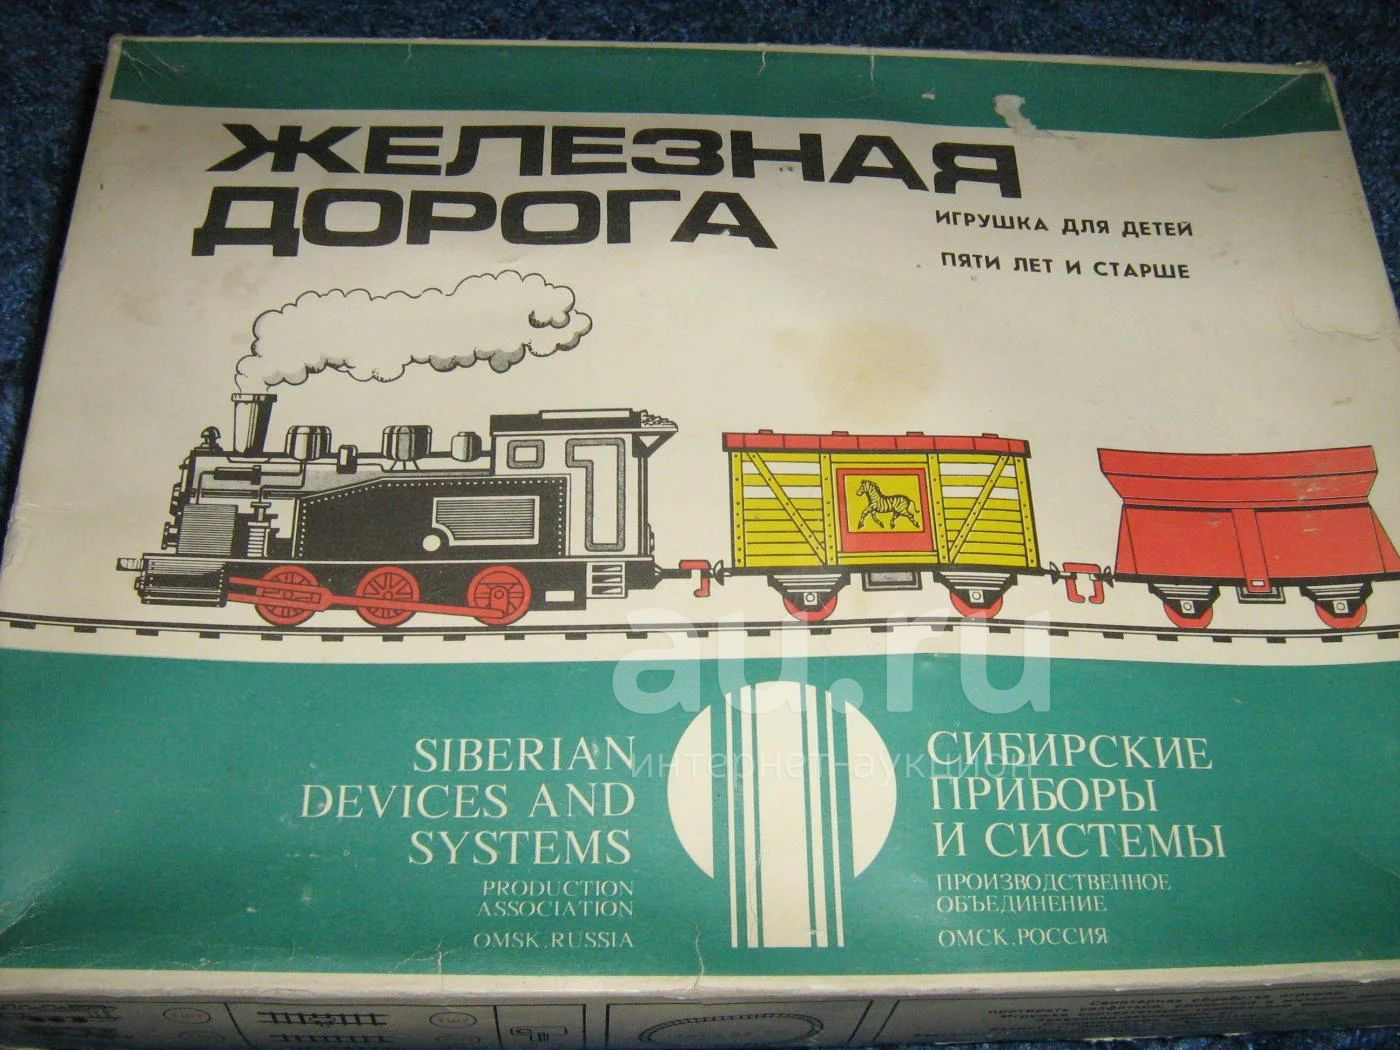 ЖЕЛЕЗНАЯ
ДОРОГА
ИГРУШКА ДЛЯ ДЕТЕЙ
ПЯТИ ЛЕТ И СТАРШЕ
au.ru
интернет-аукцион
SIBERIAN
DEVICES AND
SYSTEMS
PRODUCTION
ASSOCIATION
OMSK.RUSSIA
СИБИРСКИЕ
ПРИБОРЫ
И СИСТЕМЫ
ПРОИЗВОДСТВЕННОЕ
ОБЪЕДИНЕНИЕ
ОМСК.РОССИЯ